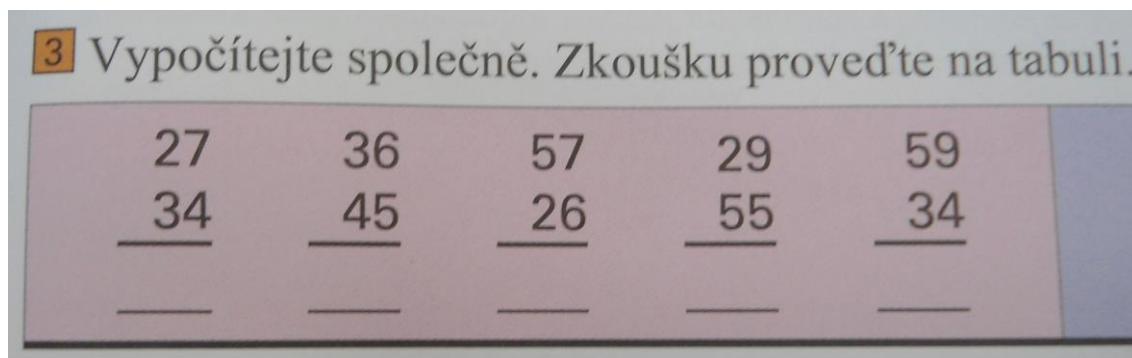 3 Vypočítejte společně. Zkoušku proveďte na tabuli.
27 36 57 29 59
34 45 26 55 34